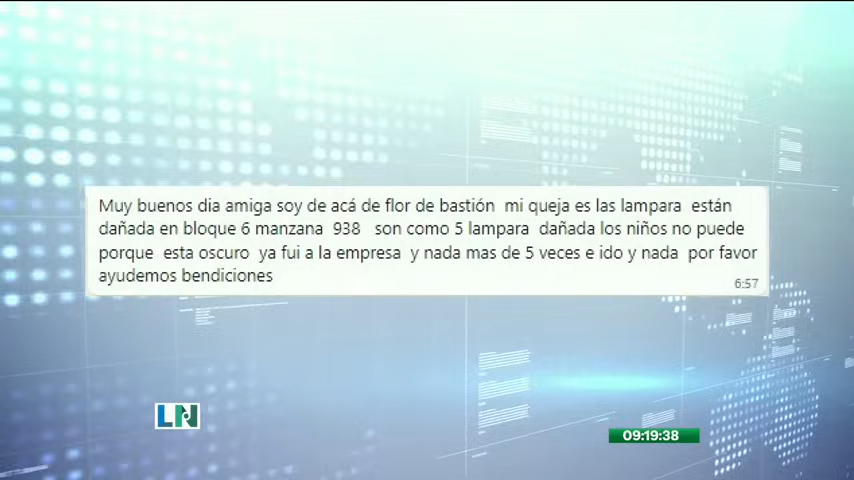 Muy buenos dia amiga soy de acá de flor de bastión mi queja es las lampara están
dañada en bloque 6 manzana 938 son como 5 lampara dañada los niños no puede
porque esta oscuro ya fui a la empresa y nada mas de 5 veces e ido y nada por favor
ayudemos bendiciones
6:57
LN
09:19:38